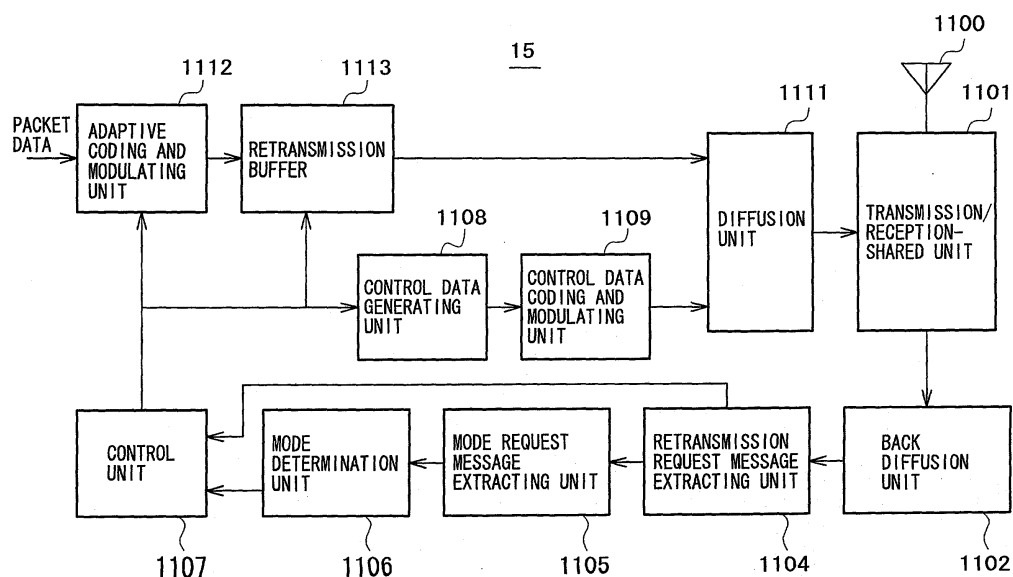 15
1100
1112
1113
1111
1101
PACKET
DATA
ADAPTIVE
CODING AND
MODULATING
UNIT
RETRANSMISSION
BUFFER
DIFFUSION
UNIT
TRANSMISSION/
RECEPTION-
SHARED UNIT
1108
1109
CONTROL DATA
GENERATING
UNIT
CONTROL DATA
CODING AND
MODULATING
UNIT
CONTROL
UNIT
MODE
DETERMINATION
UNIT
MODE REQUEST
MESSAGE
EXTRACTING UNIT
RETRANSMISSION
REQUEST MESSAGE
EXTRACTING UNIT
BACK
DIFFUSION
UNIT
1107
1106
1105
1104
1102